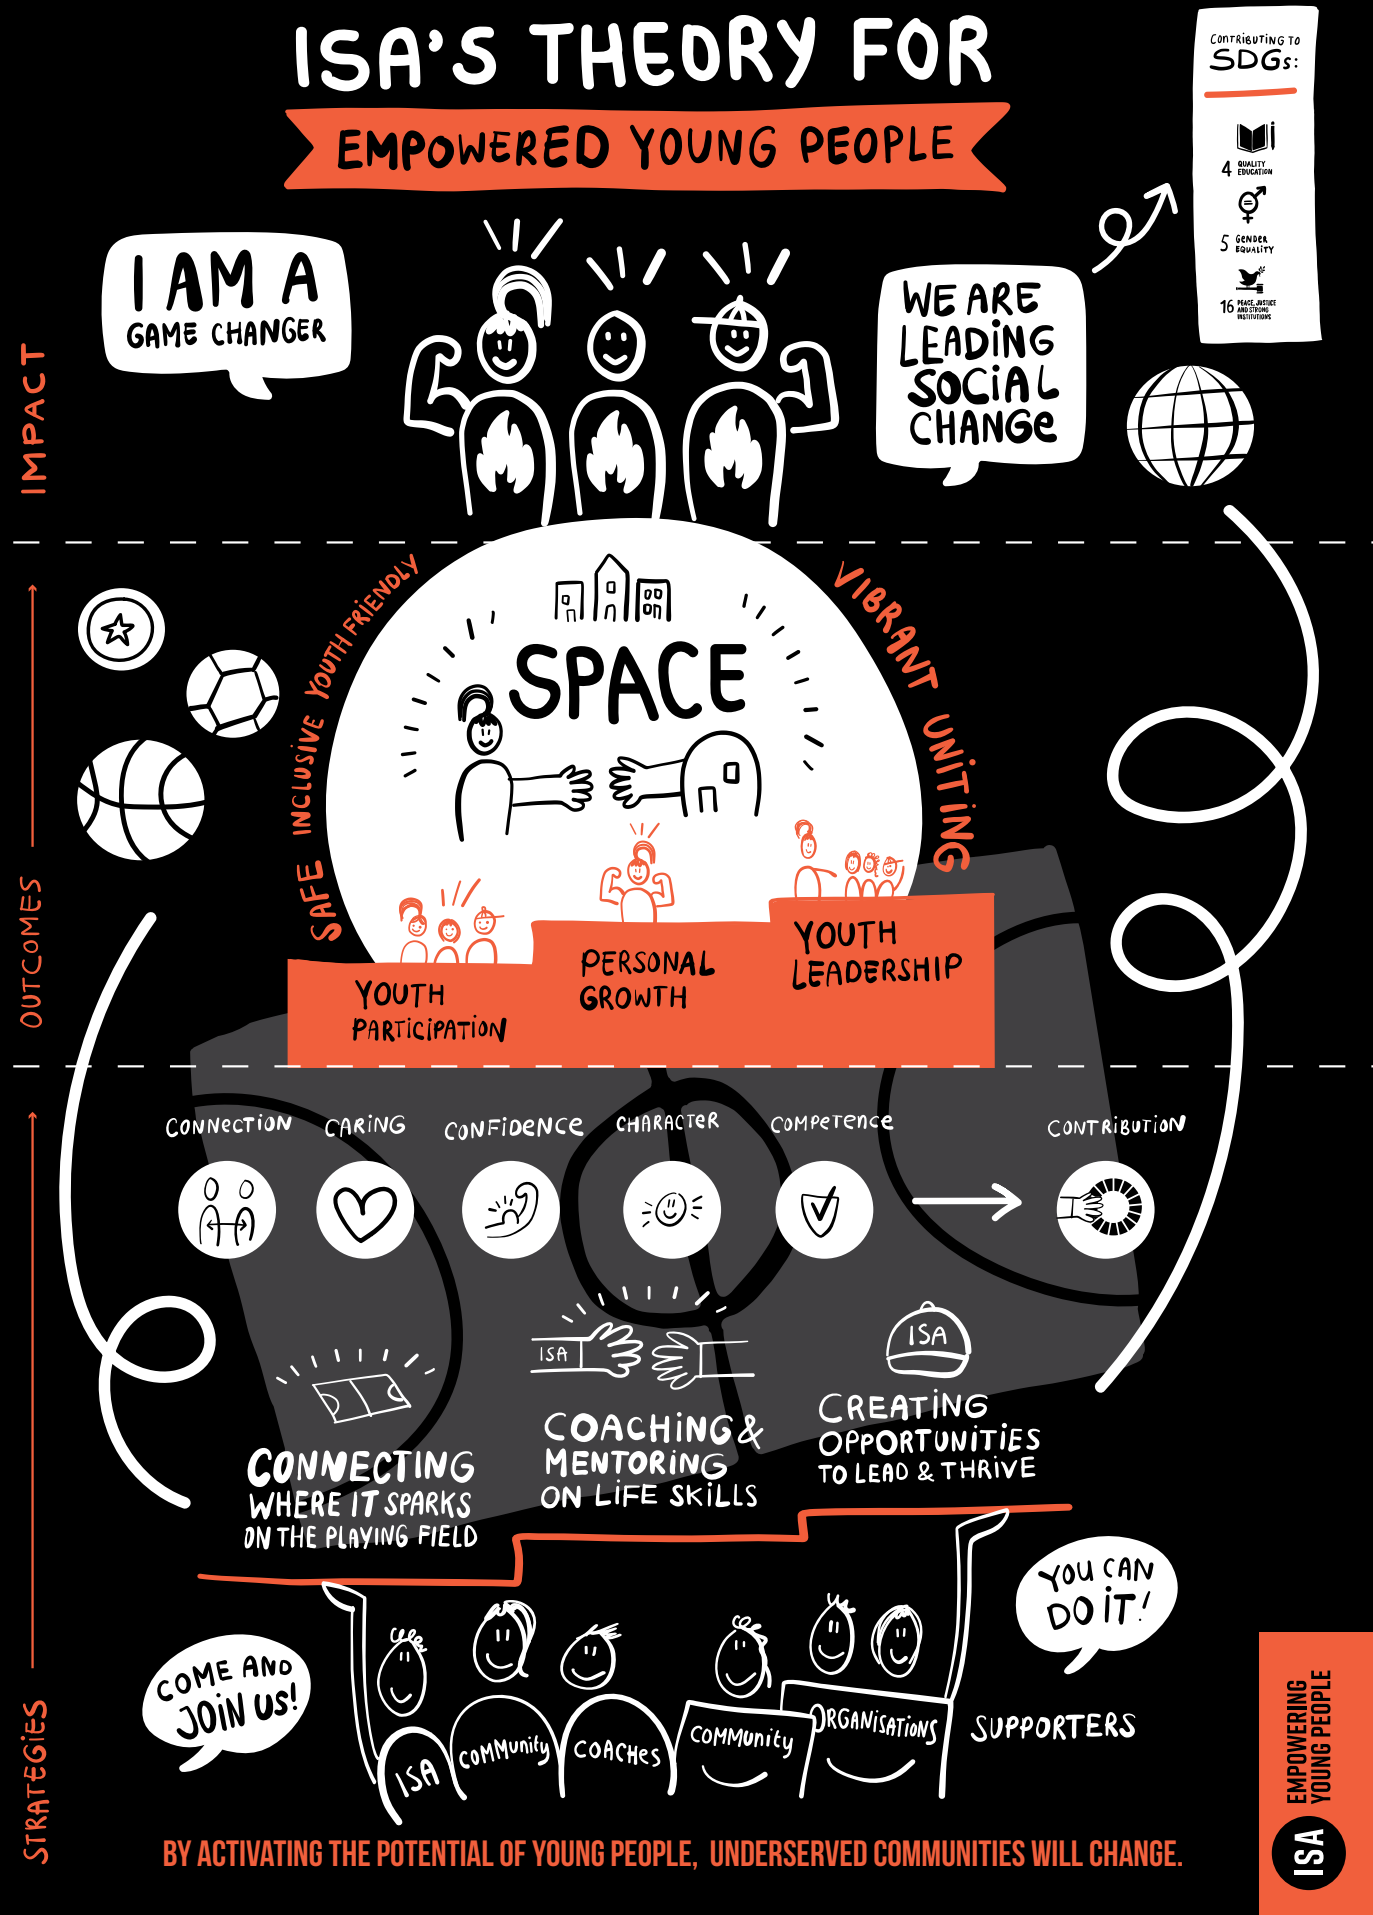 ISA'S THEORY FOR
EMPOWERED YOUNG PEOPLE
CONTRIBUTING TO
SDGs:
4 QUALITY
EDUCATION
5 GENDER
EQUALITY
16 PEACE, JUSTICE
AND STRONG
INSTITUTIONS
I AM A
GAME CHANGER
WE ARE
LEADING
SOCIAL
CHANGE
IMPACT
SAFE INCLUSIVE YOUTH FRIENDLY
VIBRANT UNITING
SPACE
OUTCOMES
YOUTH
PARTICIPATION
PERSONAL
GROWTH
YOUTH
LEADERSHIP
CONNECTION
CARING
CONFIDENCE
CHARACTER
COMPETENCE
CONTRIBUTION
CONNECTING
WHERE IT SPARKS
ON THE PLAYING FIELD
ISA
COACHING &
MENTORING
ON LIFE SKILLS
ISA
CREATING
OPPORTUNITIES
TO LEAD & THRIVE
STRATEGIES
COME AND
JOIN US!
YOU CAN
DO IT!
ISA
COMMUNITY
COACHES
COMMUNITY
ORGANISATIONS
SUPPORTERS
BY ACTIVATING THE POTENTIAL OF YOUNG PEOPLE, UNDERSERVED COMMUNITIES WILL CHANGE.
ISA
EMPOWERING
YOUNG PEOPLE